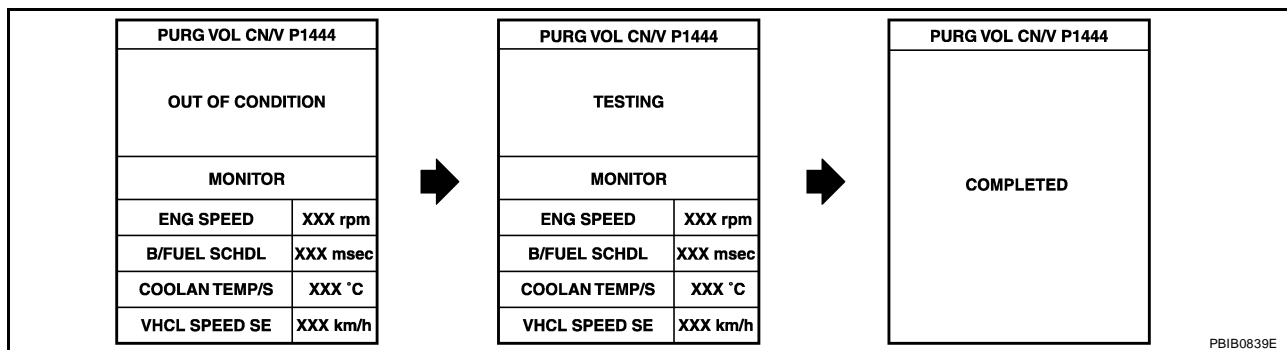 PURG VOL CN/V P1444
OUT OF CONDITION
MONITOR
ENG SPEED XXX rpm
B/FUEL SCHDL XXX msec
COOLAN TEMP/S XXX °C
VHCL SPEED SE XXX km/h
PURG VOL CN/V P1444
TESTING
MONITOR
ENG SPEED XXX rpm
B/FUEL SCHDL XXX msec
COOLAN TEMP/S XXX °C
VHCL SPEED SE XXX km/h
PURG VOL CN/V P1444
COMPLETED
PBIB0839E